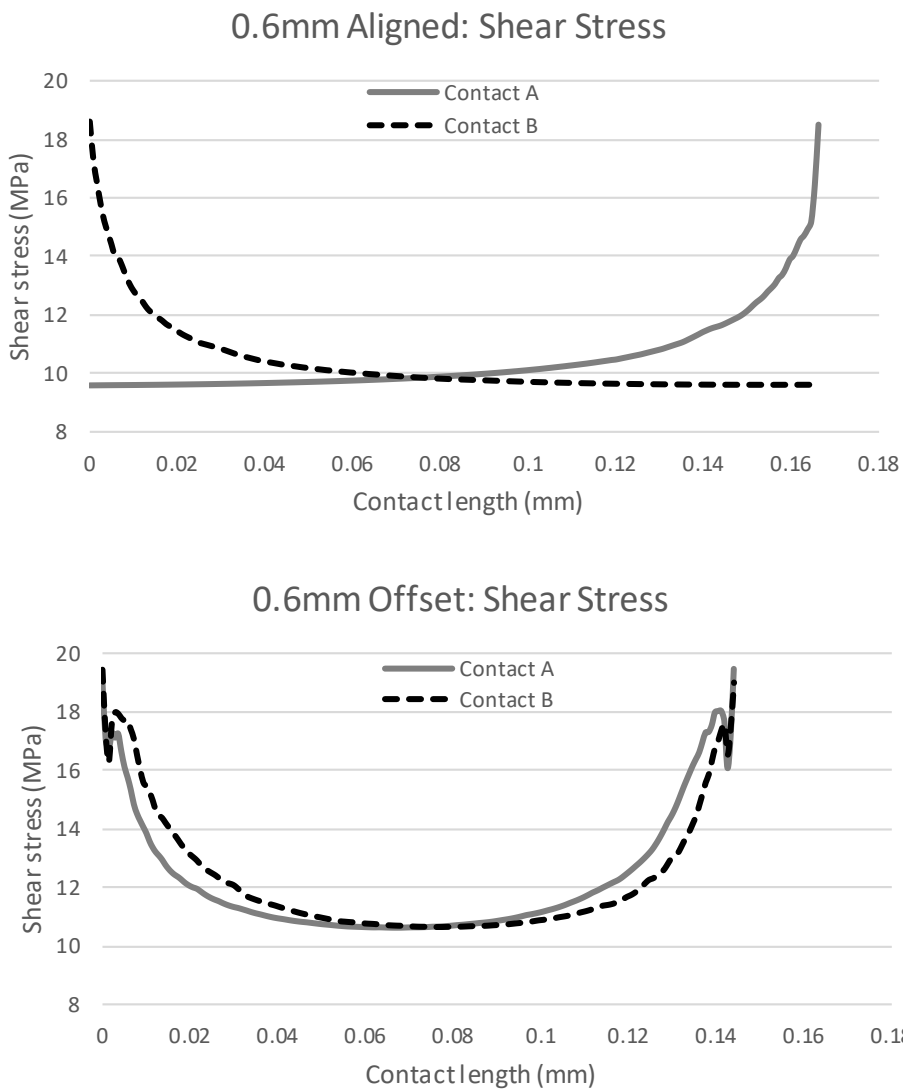 0.6mm Aligned: Shear Stress
20
Contact A
Contact B
18
16
14
12
10
8
Shear stress (MPa)
0 0.02 0.04 0.06 0.08 0.1 0.12 0.14 0.16 0.18
Contact length (mm)
0.6mm Offset: Shear Stress
20
Contact A
Contact B
18
16
14
12
10
8
Shear stress (MPa)
0 0.02 0.04 0.06 0.08 0.1 0.12 0.14 0.16 0.18
Contact length (mm)